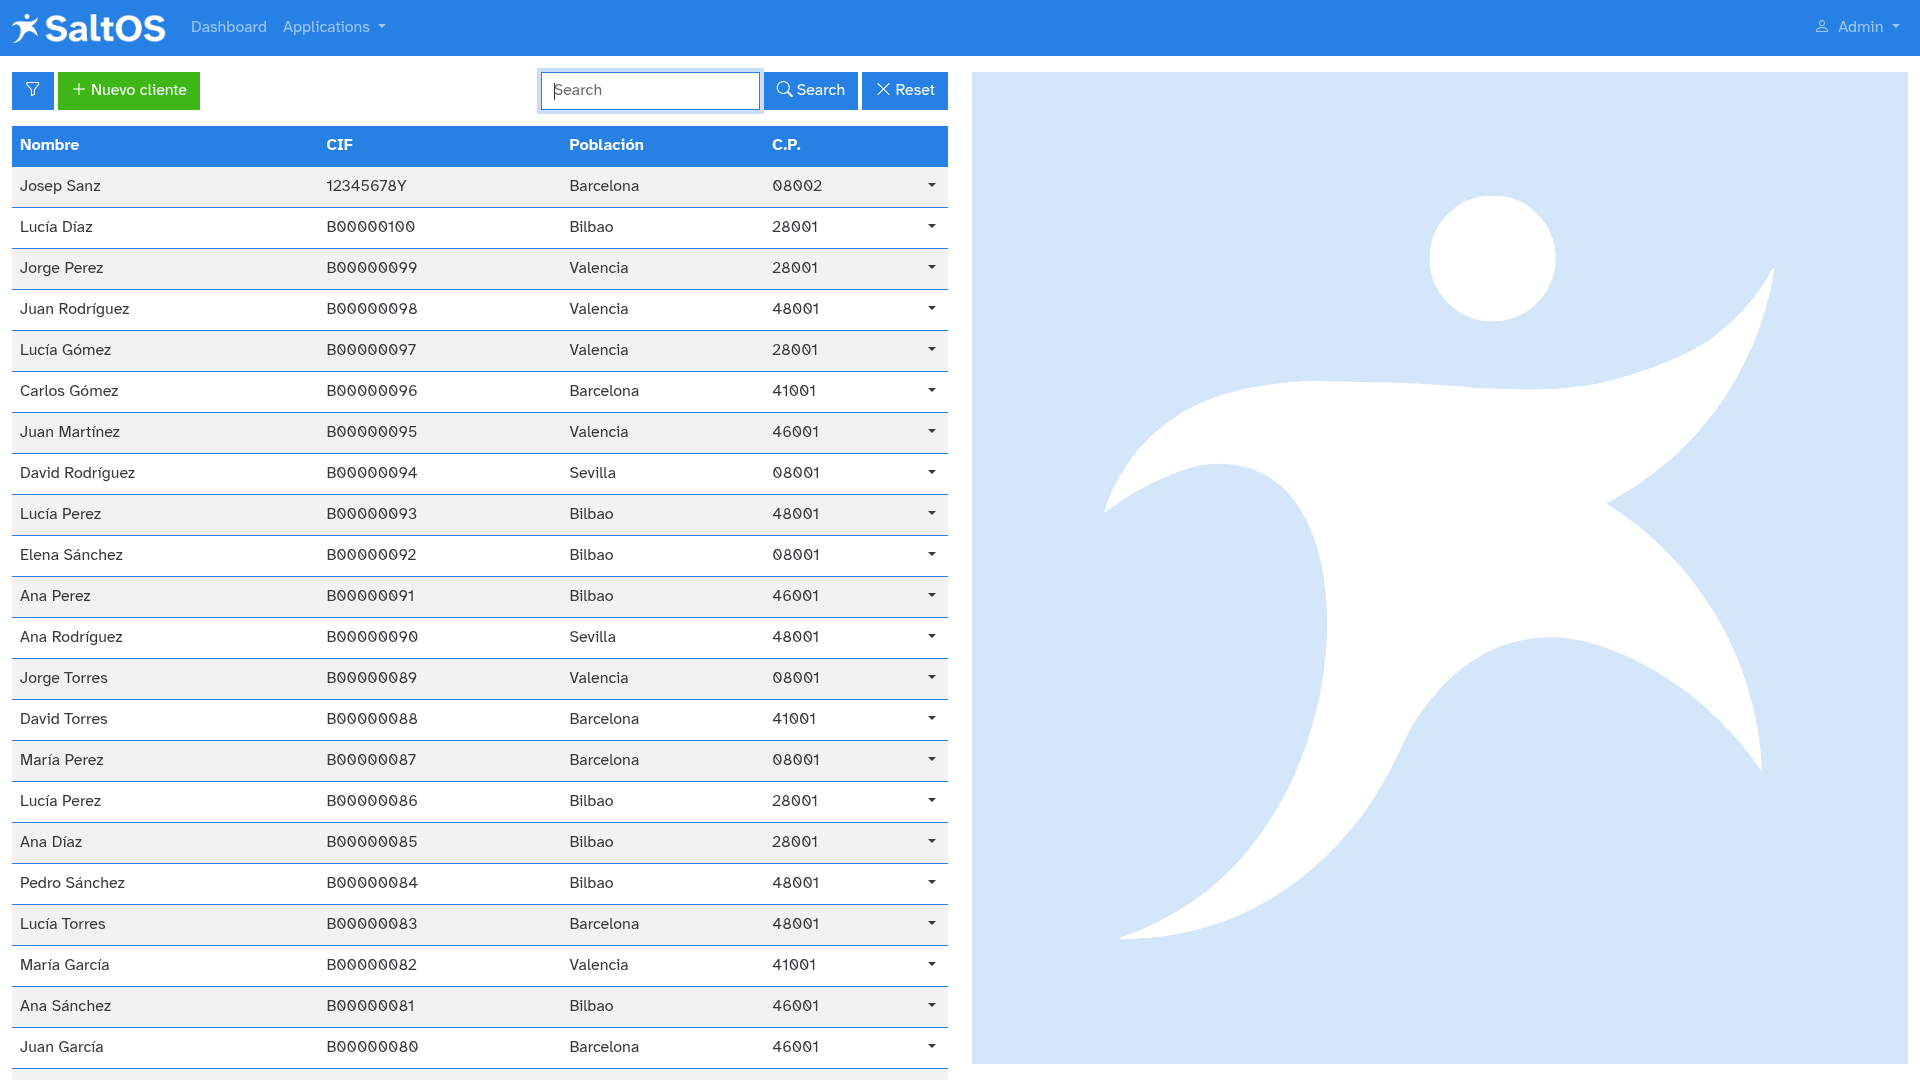 SaltOS Dashboard Applications Admin
Nuevo cliente Search Search Reset
Nombre CIF Población C.P.
Josep Sanz 12345678Y Barcelona 08002
Lucía Díaz B00000100 Bilbao 28001
Jorge Perez B00000099 Valencia 28001
Juan Rodríguez B00000098 Valencia 48001
Lucía Gómez B00000097 Valencia 28001
Carlos Gómez B00000096 Barcelona 41001
Juan Martínez B00000095 Valencia 46001
David Rodríguez B00000094 Sevilla 08001
Lucía Perez B00000093 Bilbao 48001
Elena Sánchez B00000092 Bilbao 08001
Ana Perez B00000091 Bilbao 46001
Ana Rodríguez B00000090 Sevilla 48001
Jorge Torres B00000089 Valencia 08001
David Torres B00000088 Barcelona 41001
María Perez B00000087 Barcelona 08001
Lucía Perez B00000086 Bilbao 28001
Ana Díaz B00000085 Bilbao 28001
Pedro Sánchez B00000084 Bilbao 48001
Lucía Torres B00000083 Barcelona 48001
María García B00000082 Valencia 41001
Ana Sánchez B00000081 Bilbao 46001
Juan García B00000080 Barcelona 46001